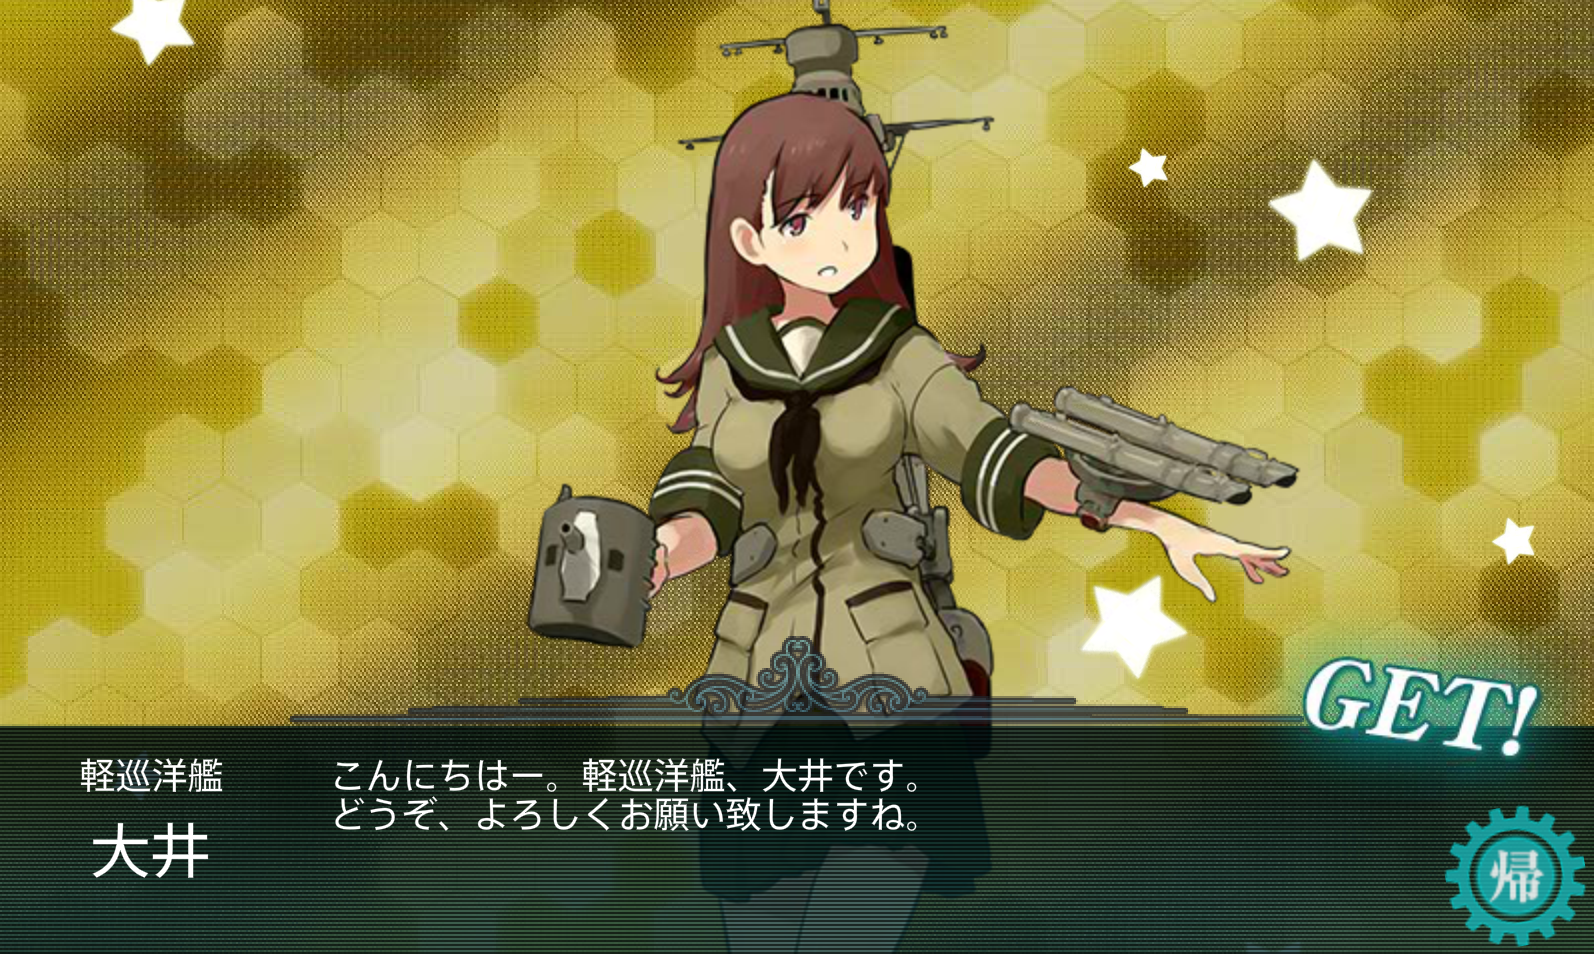 GET!
軽巡洋艦
大井
こんにちはー。軽巡洋艦、大井です。
どうぞ、よろしくお願い致しますね。
帰